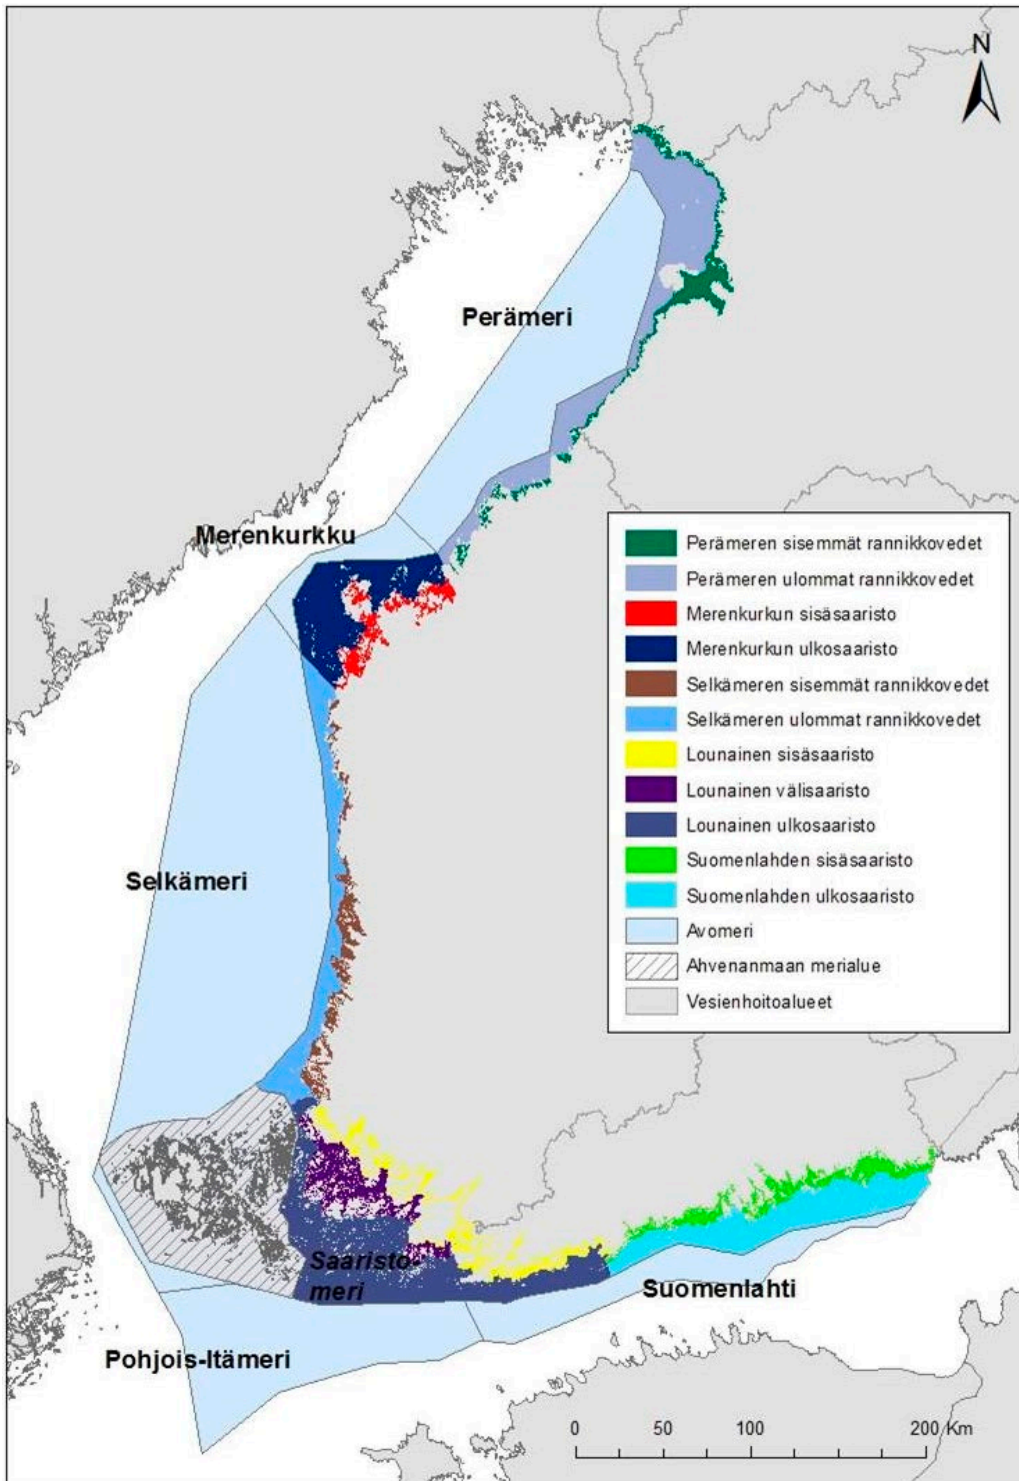 N
Perämeri
Merenkurkku
Perämeren sisemmät rannikkovedet
Perämeren ulommat rannikkovedet
Merenkurkun sisäsaaristo
Merenkurkun ulkosaaristo
Selkämeren sisemmät rannikkovedet
Selkämeren ulommat rannikkovedet
Lounainen sisäsaaristo
Lounainen välisaaristo
Lounainen ulkosaaristo
Suomenlahden sisäsaaristo
Suomenlahden ulkosaaristo
Avomeri
Ahvenanmaan merialue
Vesienhoitoalueet
Selkämeri
Saaristo-
meri
Suomenlahti
Pohjois-Itämeri
0 50 100 200 Km